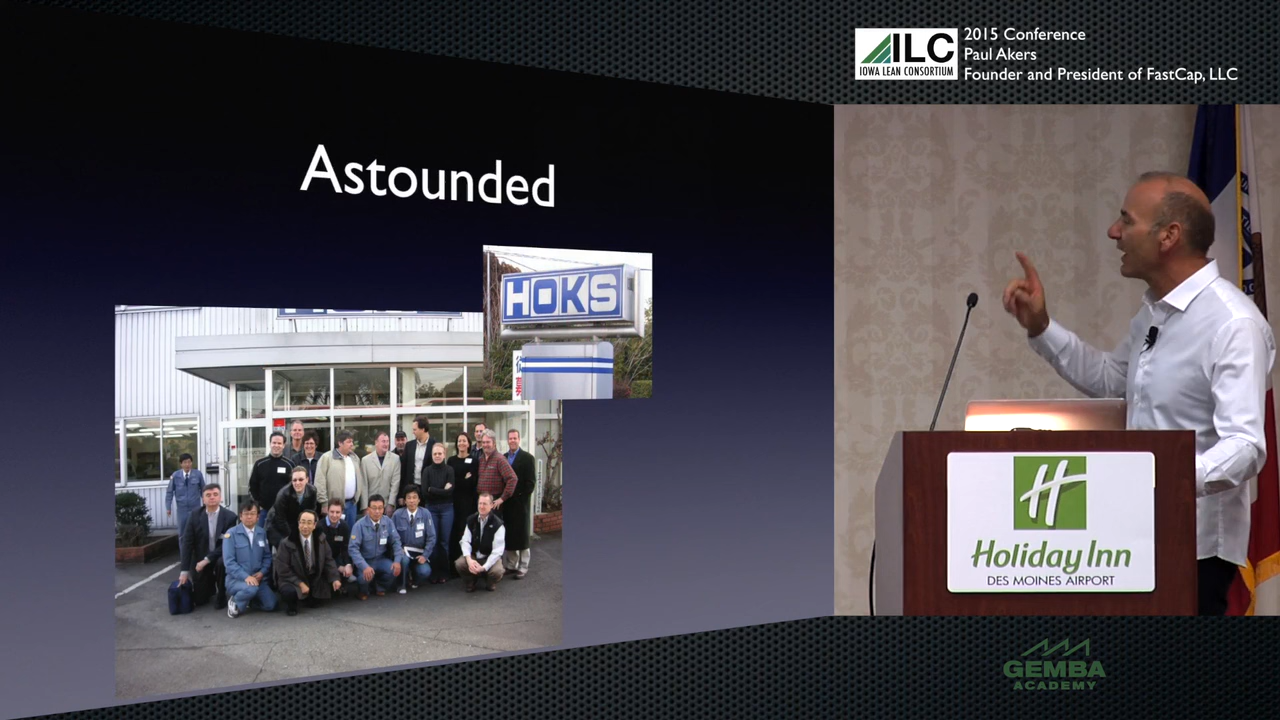 ILC
IOWA LEAN CONSORTIUM
2015 Conference
Paul Akers
Founder and President of FastCap, LLC
Astounded
HOKS
H
Holiday Inn
DES MOINES AIRPORT
GEMBA
ACADEMY